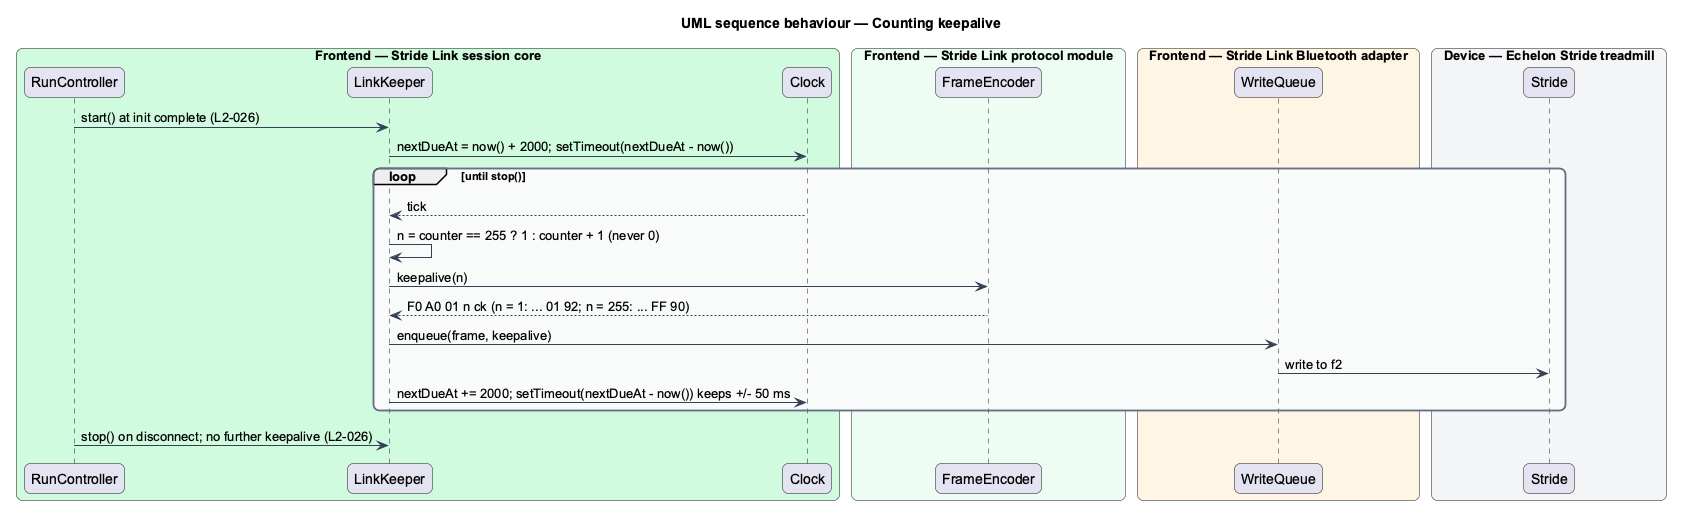 UML sequence behaviour — Counting keepalive
Frontend — Stride Link session core
Frontend — Stride Link protocol module
Frontend — Stride Link Bluetooth adapter
Device — Echelon Stride treadmill
RunController
LinkKeeper
Clock
FrameEncoder
WriteQueue
Stride
start() at init complete (L2-026)
nextDueAt = now() + 2000; setTimeout(nextDueAt - now())
loop
[until stop()]
tick
n = counter == 255 ? 1 : counter + 1 (never 0)
keepalive(n)
F0 A0 01 n ck (n = 1: ... 01 92; n = 255: ... FF 90)
enqueue(frame, keepalive)
write to f2
nextDueAt += 2000; setTimeout(nextDueAt - now()) keeps +/- 50 ms
stop() on disconnect; no further keepalive (L2-026)
RunController
LinkKeeper
Clock
FrameEncoder
WriteQueue
Stride